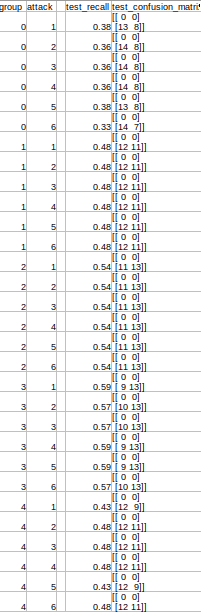 group attack test_recall test_confusion_matri
[[ 0 0]
0 1 0.38 [13 8]]
[[ 0 0]
0 2 0.36 [14 8]]
[[ 0 0]
0 3 0.36 [14 8]]
[[ 0 0]
0 4 0.36 [14 8]]
[[ 0 0]
0 5 0.38 [13 8]]
[[ 0 0]
0 6 0.33 [14 7]]
[[ 0 0]
1 1 0.48 [12 11]]
[[ 0 0]
1 2 0.48 [12 11]]
[[ 0 0]
1 3 0.48 [12 11]]
[[ 0 0]
1 4 0.48 [12 11]]
[[ 0 0]
1 5 0.48 [12 11]]
[[ 0 0]
1 6 0.48 [12 11]]
[[ 0 0]
2 1 0.54 [11 13]]
[[ 0 0]
2 2 0.54 [11 13]]
[[ 0 0]
2 3 0.54 [11 13]]
[[ 0 0]
2 4 0.54 [11 13]]
[[ 0 0]
2 5 0.54 [11 13]]
[[ 0 0]
2 6 0.54 [11 13]]
[[ 0 0]
3 1 0.59 [ 9 13]]
[[ 0 0]
3 2 0.57 [10 13]]
[[ 0 0]
3 3 0.57 [10 13]]
[[ 0 0]
3 4 0.59 [ 9 13]]
[[ 0 0]
3 5 0.59 [ 9 13]]
[[ 0 0]
3 6 0.57 [10 13]]
[[ 0 0]
4 1 0.43 [12 9]]
[[ 0 0]
4 2 0.48 [12 11]]
[[ 0 0]
4 3 0.48 [12 11]]
[[ 0 0]
4 4 0.48 [12 11]]
[[ 0 0]
4 5 0.43 [12 9]]
[[ 0 0]
4 6 0.48 [12 11]]